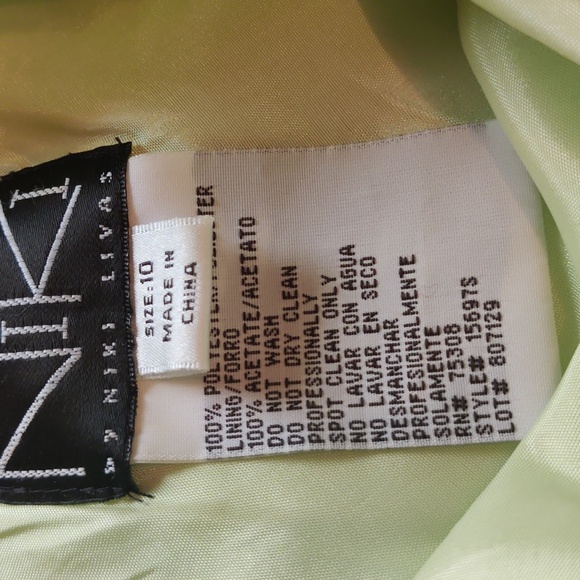 NIKI
BY NIKI LIVAS
SIZE:10
MADE IN
CHINA
100% POLYESTER/
LINING/FORRO
100% ACETATE/ACETATO
DO NOT WASH
DO NOT DRY CLEAN
PROFESSIONALLY
SPOT CLEAN ONLY
NO LAVAR CON AGUA
NO LAVAR EN SECO
DESMANCHAR
PROFESIONALMENTE
SOLAMENTE
RN# 75308
STYLE# 15697S
LOT# 807129